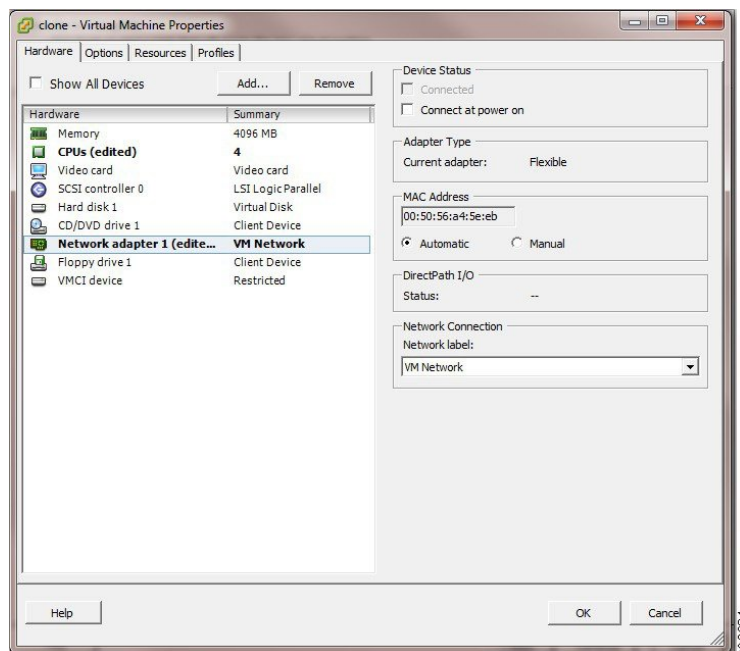 clone - Virtual Machine Properties
Hardware Options Resources Profiles
Show All Devices Add... Remove
Hardware Summary
Memory 4096 MB
CPUs (edited) 4
Video card Video card
SCSI controller 0 LSI Logic Parallel
Hard disk 1 Virtual Disk
CD/DVD drive 1 Client Device
Network adapter 1 (edite... VM Network
Floppy drive 1 Client Device
VMCI device Restricted
Device Status
Connected
Connect at power on
Adapter Type
Current adapter: Flexible
MAC Address
00:50:56:a4:5e:eb
Automatic Manual
DirectPath I/O
Status: --
Network Connection
Network label:
VM Network
Help OK Cancel